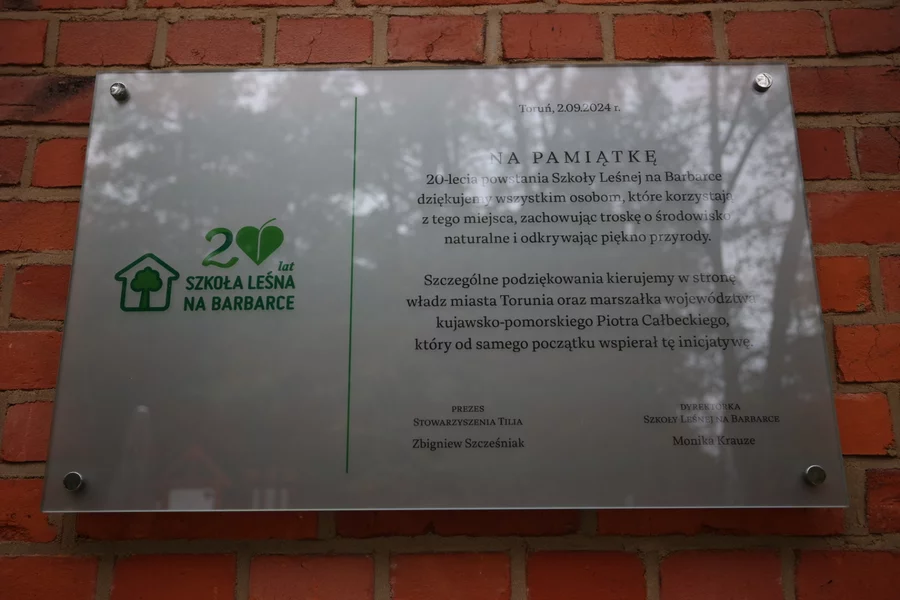 20 lat
SZKOŁA LEŚNA
NA BARBARCE
Toruń, 2.09.2024 r.
NA PAMIĄTKĘ
20-lecia powstania Szkoły Leśnej na Barbarce
dziękujemy wszystkim osobom, które korzystają
z tego miejsca, zachowując troskę o środowisko
naturalne i odkrywając piękno przyrody.
Szczególne podziękowania kierujemy w stronę
władz miasta Torunia oraz marszałka województwa
kujawsko-pomorskiego Piotra Całbeckiego,
który od samego początku wspierał tę inicjatywę.
PREZES
STOWARZYSZENIA TILIA
Zbigniew Szcześniak
DYREKTORKA
SZKOŁY LEŚNEJ NA BARBARCE
Monika Krauze